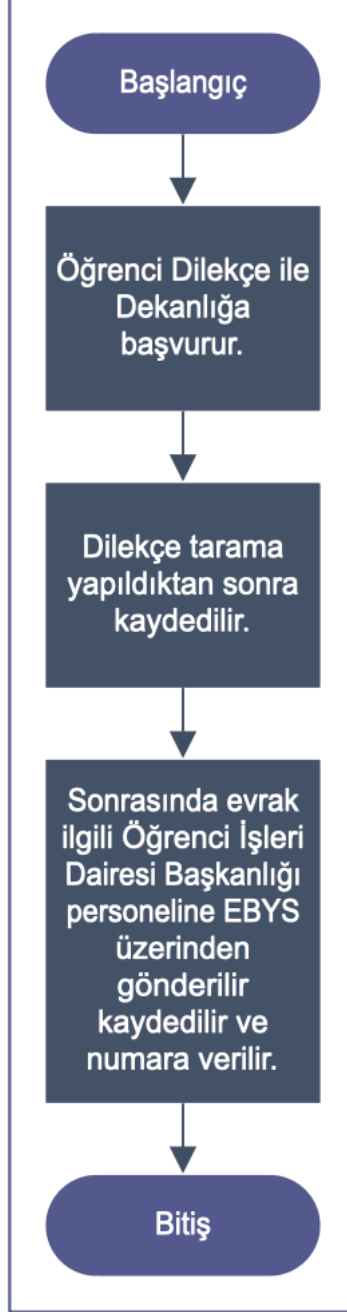 Başlangıç
Öğrenci Dilekçe ile
Dekanlığa
başvurur.
Dilekçe tarama
yapıldıktan sonra
kaydedilir.
Sonrasında evrak
ilgili Öğrenci İşleri
Dairesi Başkanlığı
personeline EBYS
üzerinden
gönderilir
kaydedilir ve
numara verilir.
Bitiş